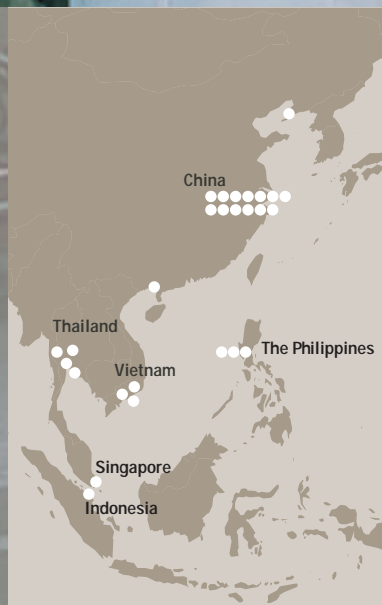 China
Thailand
The Philippines
Vietnam
Singapore
Indonesia